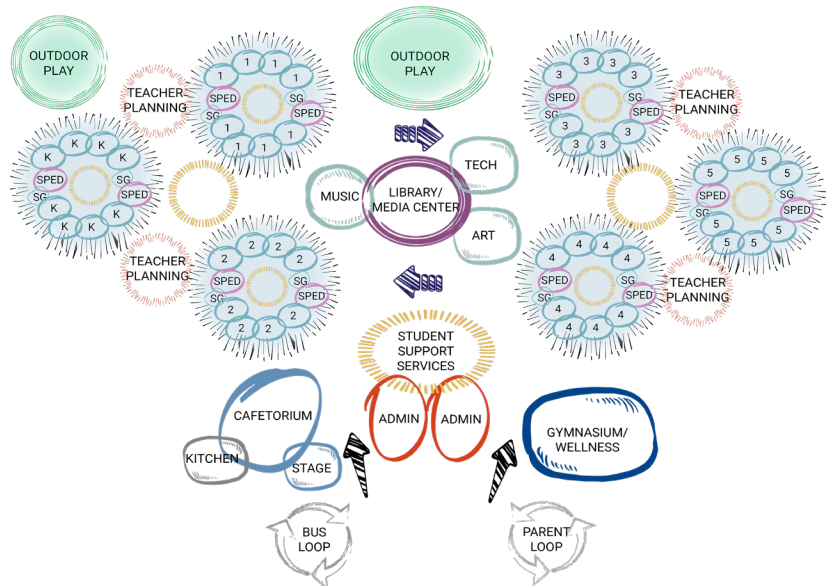 OUTDOOR
PLAY
OUTDOOR
PLAY
TEACHER
PLANNING
1 1 1 1
SPED
SG
SG
SPED
1 1 1 1
3 3 3 3
SPED
SG
SG
SPED
3 3 3 3
TEACHER
PLANNING
K K K K
SPED
SG
SG
SPED
K K K K
MUSIC
LIBRARY/
MEDIA CENTER
TECH
ART
5 5 5 5
SPED
SG
SG
SPED
5 5 5 5
TEACHER
PLANNING
2 2 2 2
SPED
SG
SG
SPED
2 2 2 2
4 4 4 4
SPED
SG
SG
SPED
4 4 4 4
TEACHER
PLANNING
STUDENT
SUPPORT
SERVICES
ADMIN
ADMIN
CAFETORIUM
KITCHEN
STAGE
GYMNASIUM/
WELLNESS
BUS
LOOP
PARENT
LOOP